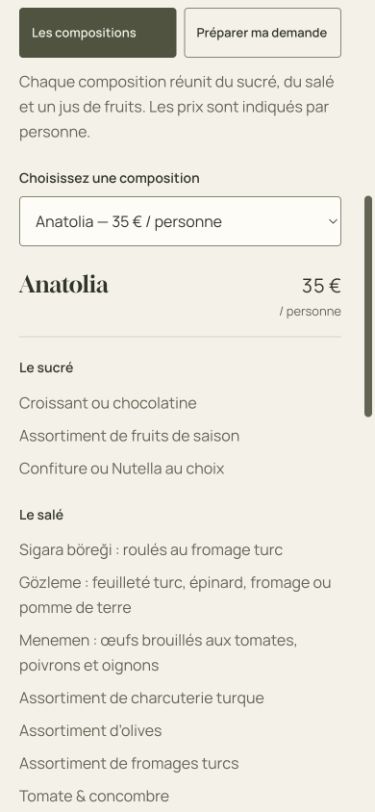 Les compositions
Préparer ma demande
Chaque composition réunit du sucré, du salé
et un jus de fruits. Les prix sont indiqués par
personne.
Choisissez une composition
Anatolia — 35 € / personne
Anatolia
35 €
/ personne
Le sucré
Croissant ou chocolatine
Assortiment de fruits de saison
Confiture ou Nutella au choix
Le salé
Sigara böreği : roulés au fromage turc
Gözleme : feuilleté turc, épinard, fromage ou
pomme de terre
Menemen : œufs brouillés aux tomates,
poivrons et oignons
Assortiment de charcuterie turque
Assortiment d'olives
Assortiment de fromages turcs
Tomate & concombre